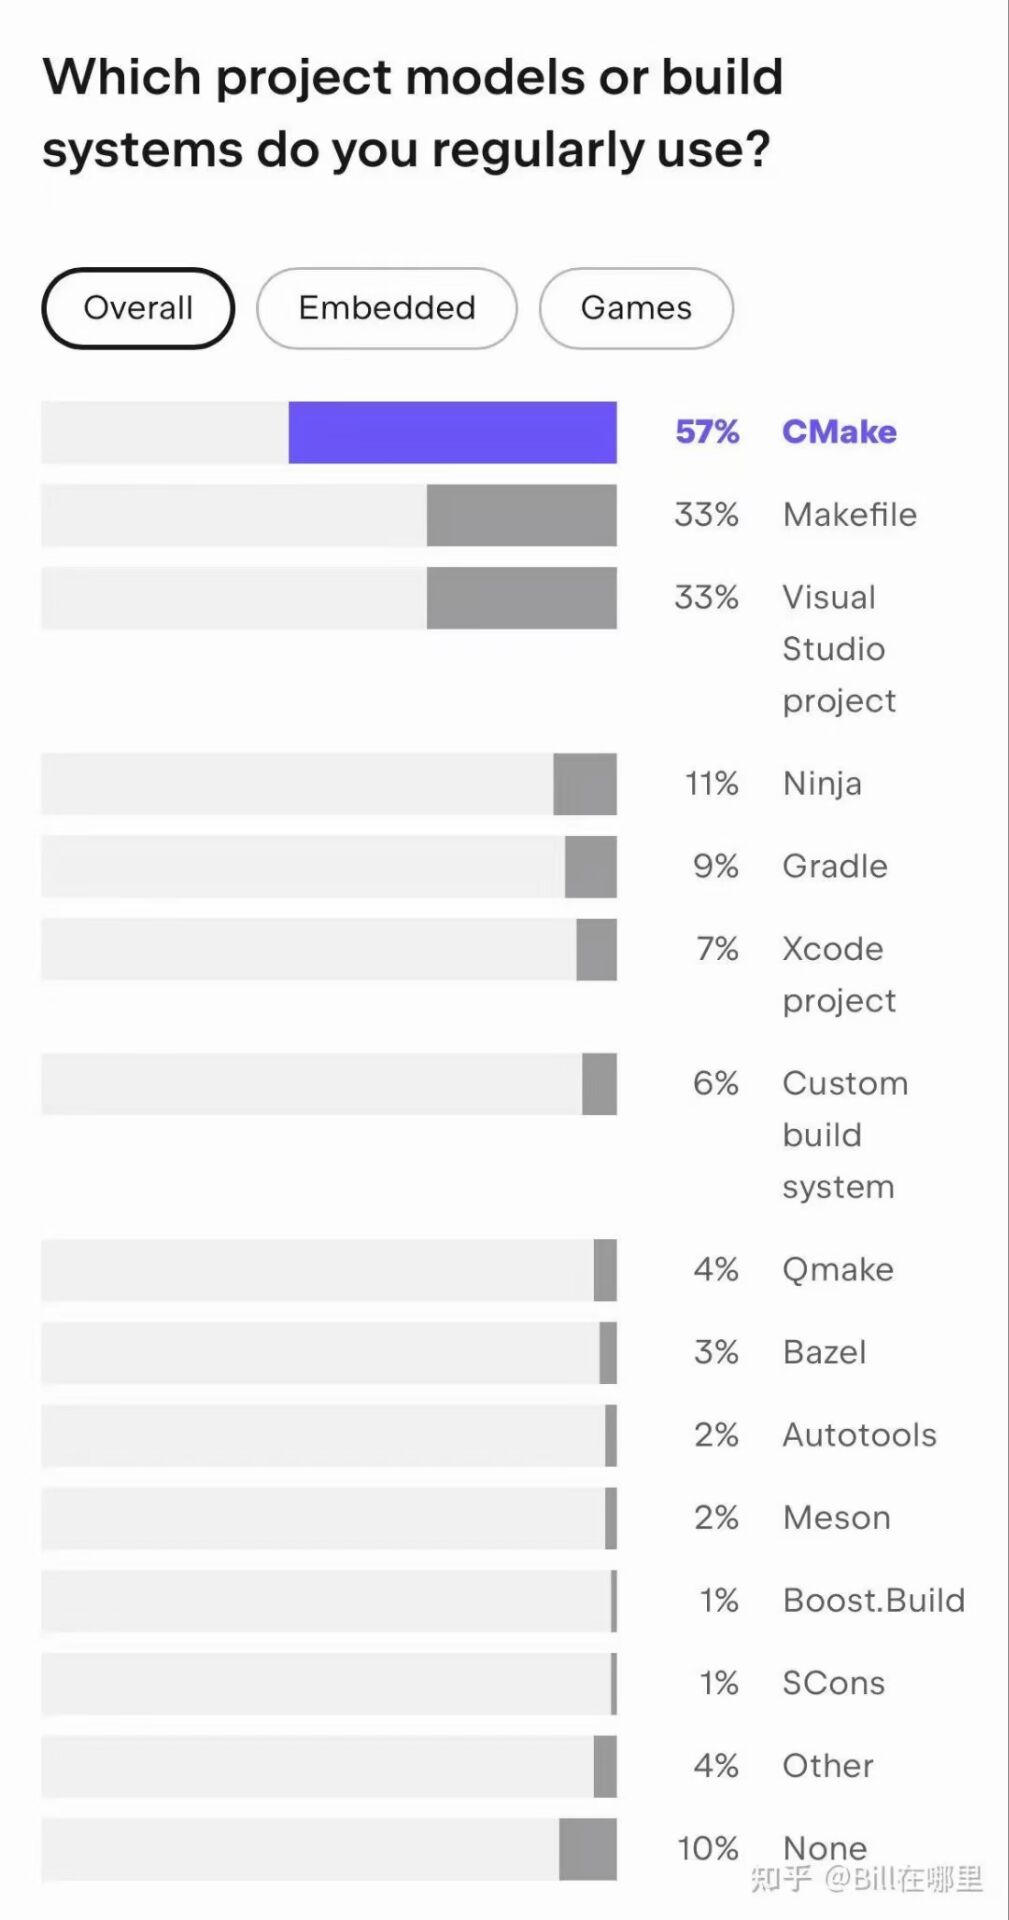 Which project models or build
systems do you regularly use?
Overall
Embedded
Games
57% CMake
33% Makefile
33% Visual
Studio
project
11% Ninja
9% Gradle
7% Xcode
project
6% Custom
build
system
4% Qmake
3% Bazel
2% Autotools
2% Meson
1% Boost.Build
1% SCons
4% Other
10% None
知乎 @Bill在哪里